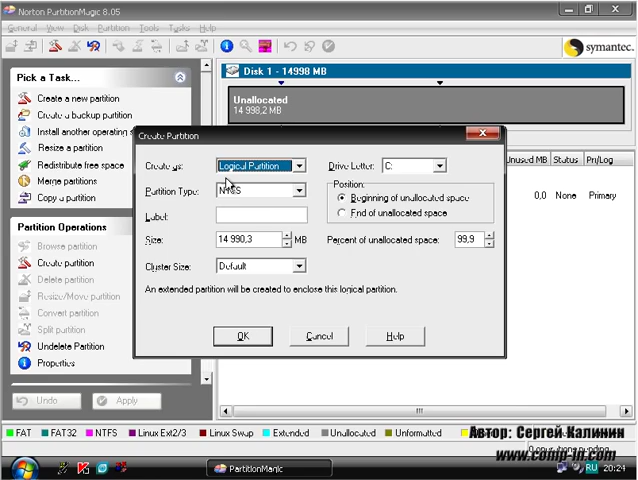 Norton PartitionMagic 8.05
General View Disk Partition Tools Tasks Help
symantec.
Pick a Task...
Create a new partition
Create a backup partition
Install another operating s
Resize a partition
Redistribute free space
Merge partitions
Copy a partition
Partition Operations
Browse partition
Create partition
Delete partition
Resize/Move partition
Convert partition
Split partition
Undelete Partition
Properties
Undo Apply
Disk 1 - 14998 MB
Unallocated
14 998,2 MB
Unused MB Status Pri/Log
0,0 None Primary
Create Partition
Create as: Logical Partition Drive Letter: C:
Partition Type: NTFS Position:
Beginning of unallocated space
Label: End of unallocated space
Size: 14 990,3 MB Percent of unallocated space: 99,9
Cluster Size: Default
An extended partition will be created to enclose this logical partition.
OK Cancel Help
FAT FAT32 NTFS Linux Ext2/3 Linux Swap Extended Unallocated Unformatted
Автор: Сергей Калинин
www.comp-in.com
PartitionMagic RU 20:24